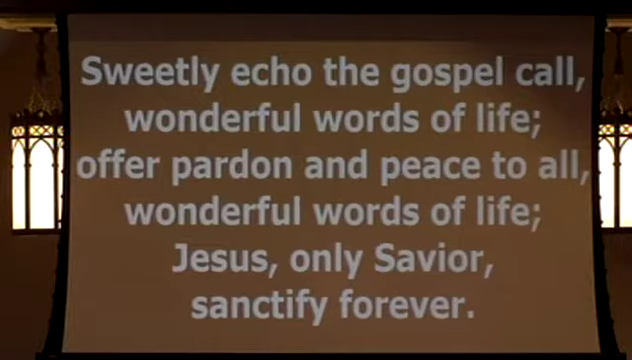 Sweetly echo the gospel call,
wonderful words of life;
offer pardon and peace to all,
wonderful words of life;
Jesus, only Savior,
sanctify forever.